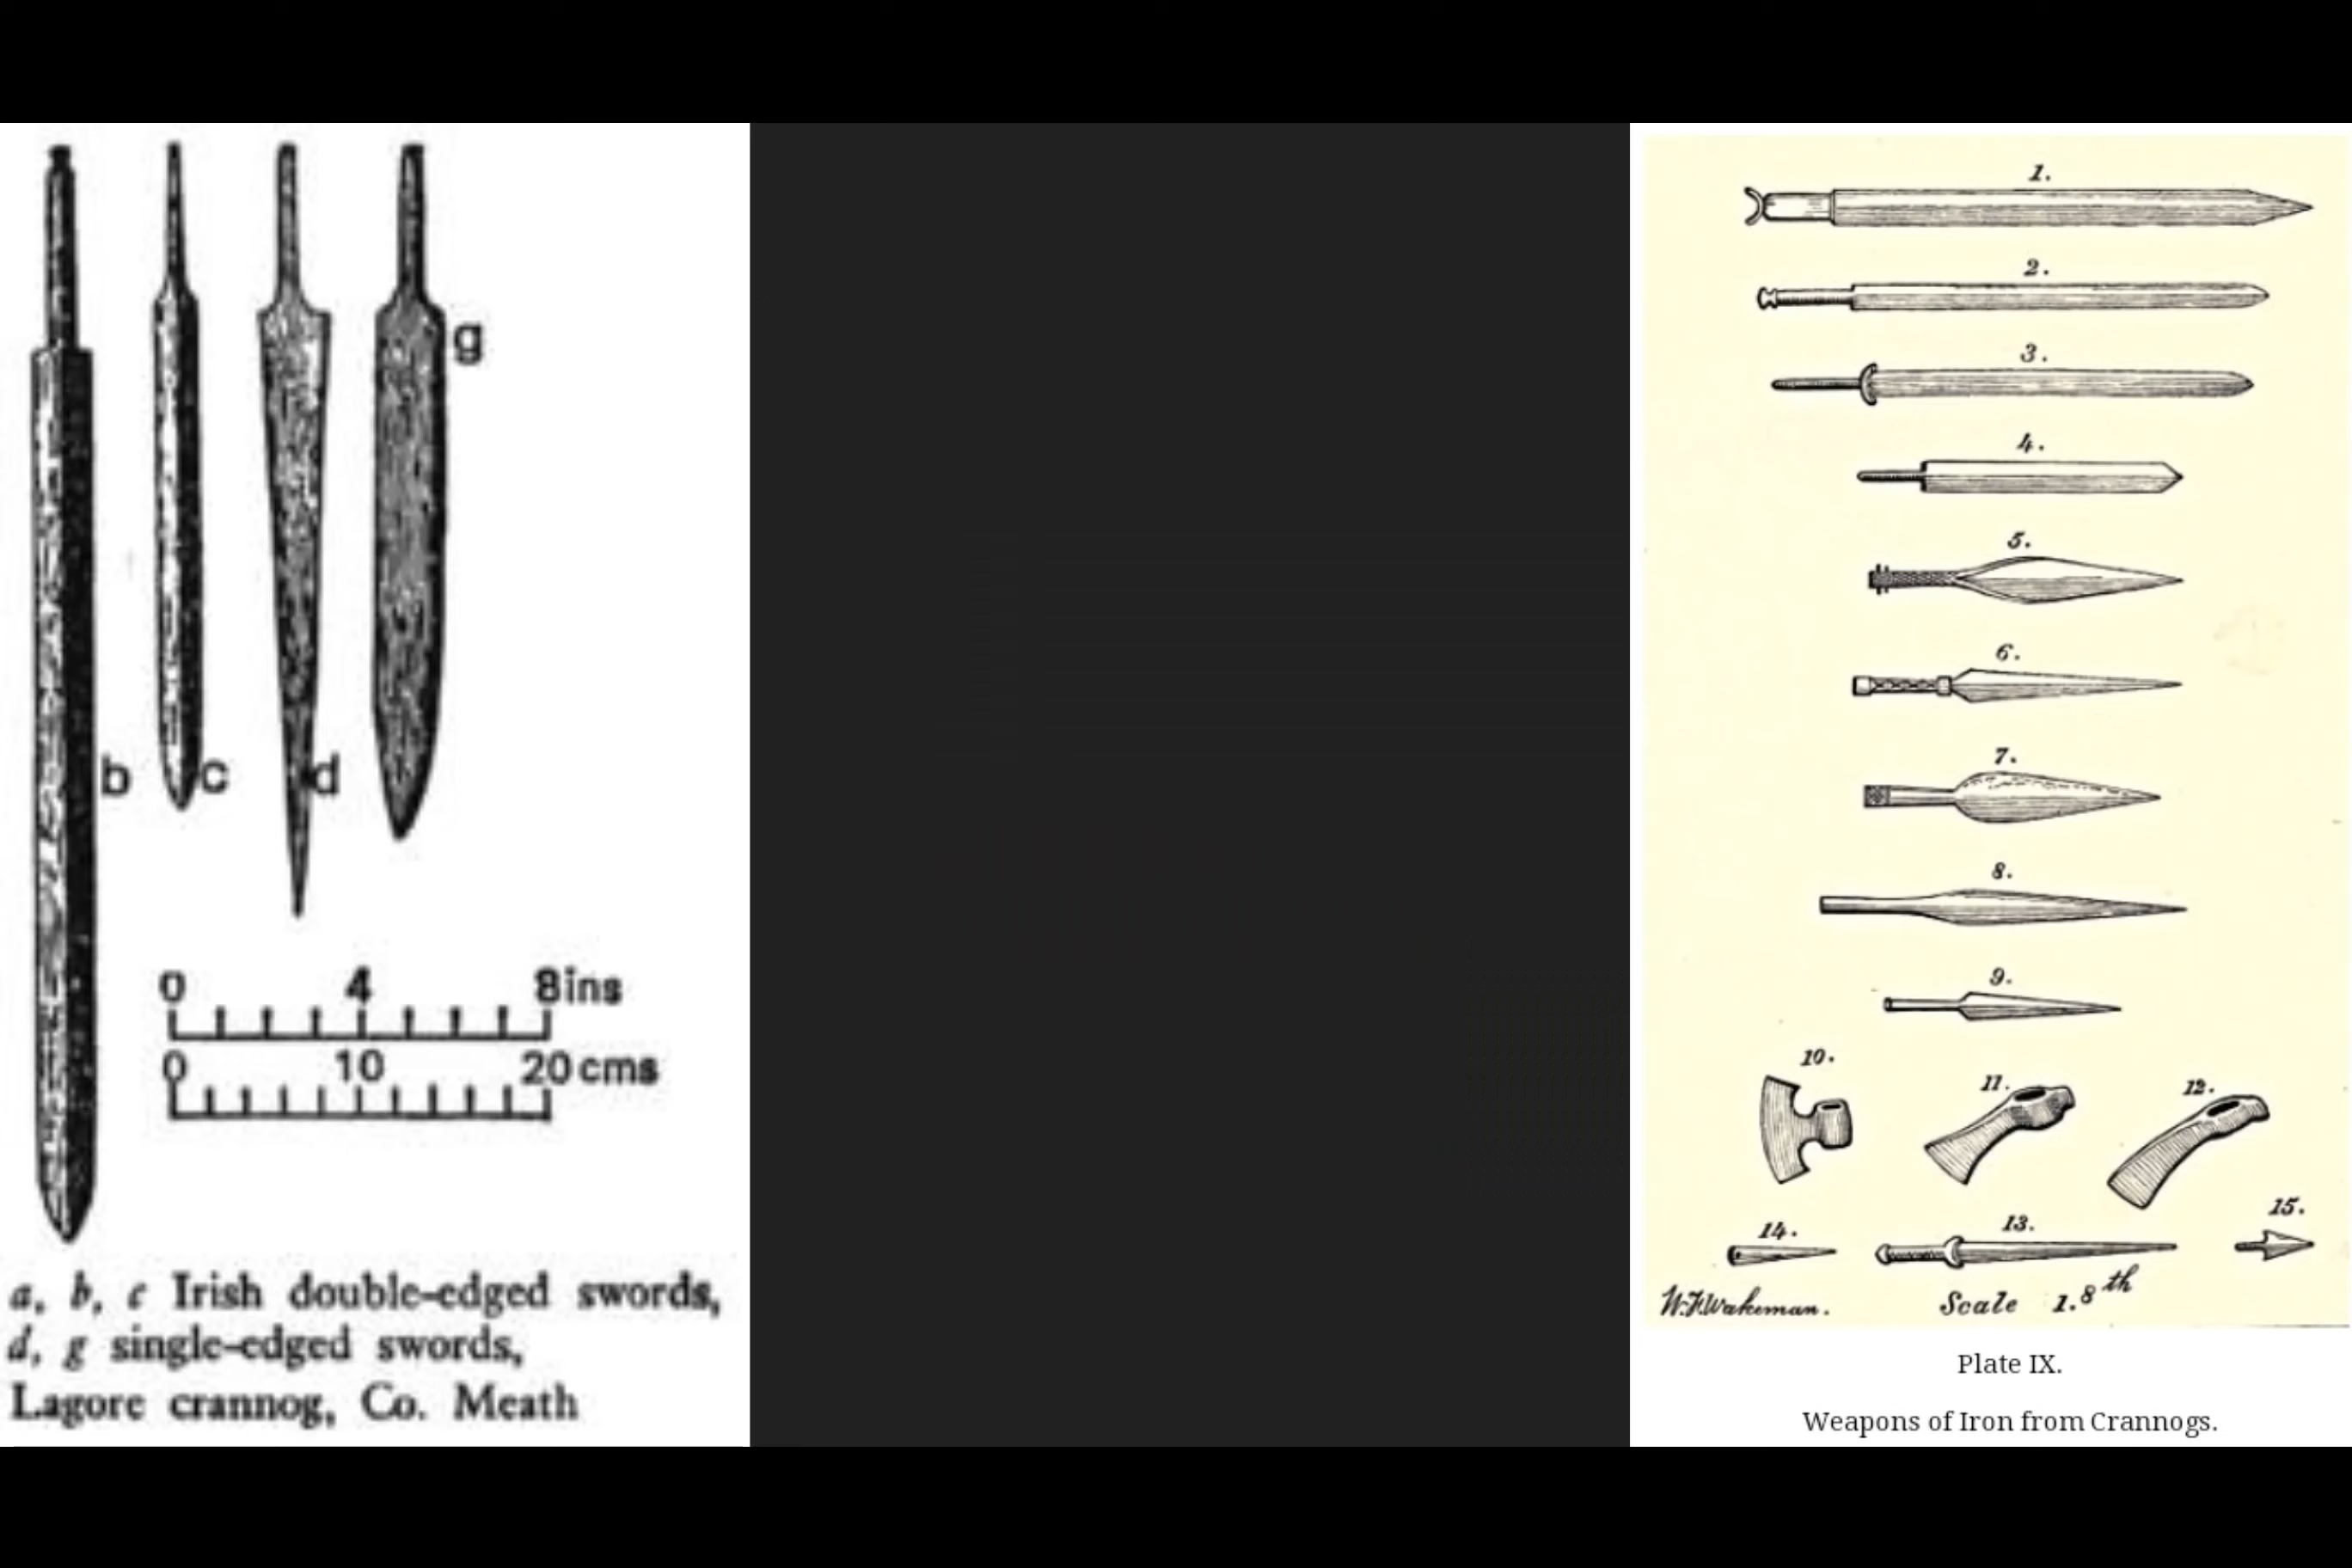 g
b
c
d
0 4 8ins
0 10 20cms
a, b, c Irish double-edged swords,
d, g single-edged swords,
Lagore crannog, Co. Meath
1.
2.
3.
4.
5.
6.
7.
8.
9.
10.
11.
12.
13.
14.
15.
W.F.Wakeman.
Scale 1.8th
Plate IX.
Weapons of Iron from Crannogs.